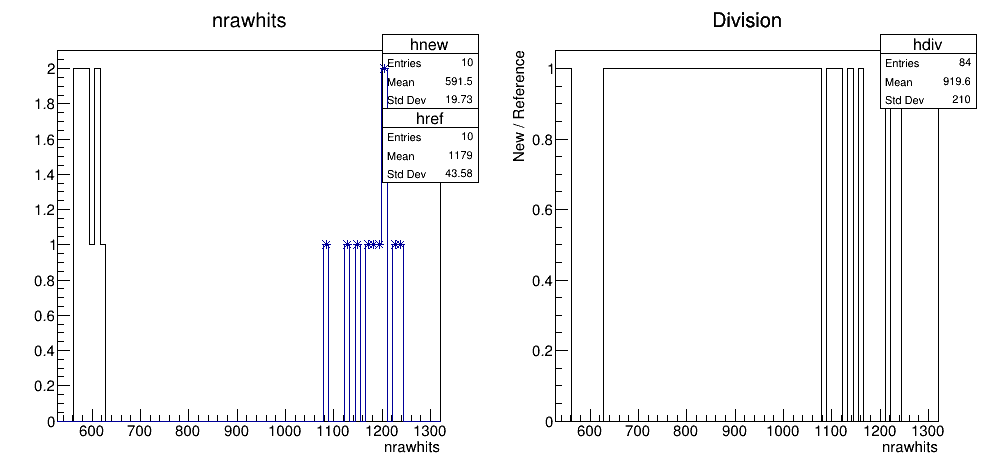 nrawhits
hnew
Entries 10
Mean 591.5
Std Dev 19.73
href
Entries 10
Mean 1179
Std Dev 43.58
2
1.8
1.6
1.4
1.2
1
0.8
0.6
0.4
0.2
0
600 700 800 900 1000 1100 1200 1300
nrawhits
Division
hdiv
Entries 84
Mean 919.6
Std Dev 210
New / Reference
1
0.8
0.6
0.4
0.2
0
600 700 800 900 1000 1100 1200 1300
nrawhits